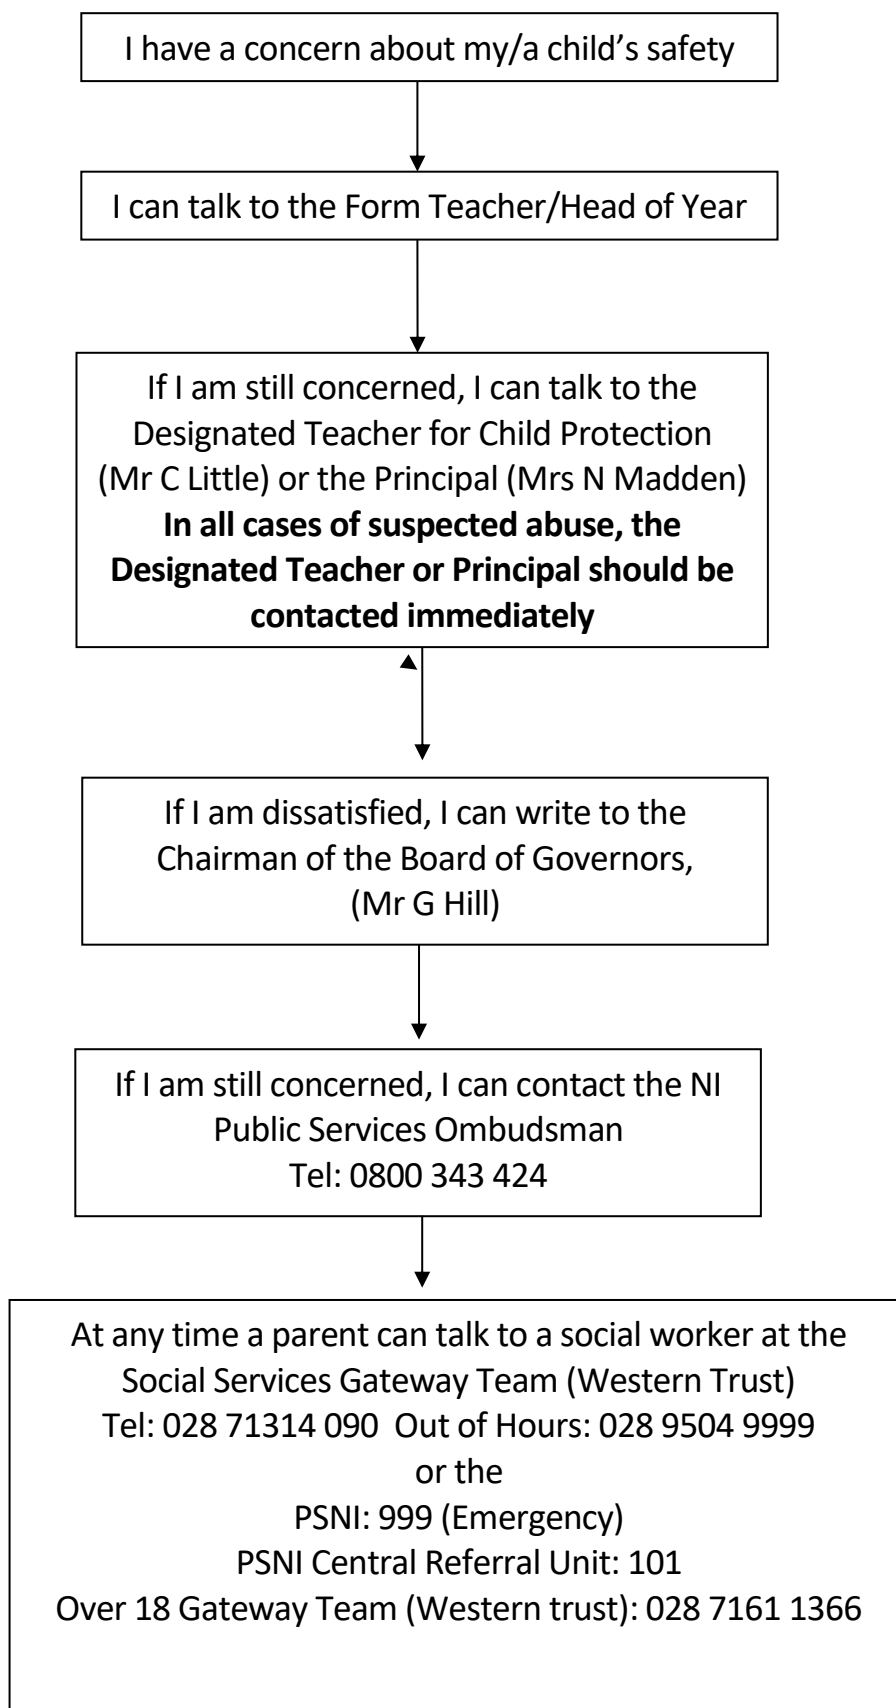 I have a concern about my/a child’s safety
I can talk to the Form Teacher/Head of Year
If I am still concerned, I can talk to the
Designated Teacher for Child Protection
(Mr C Little) or the Principal (Mrs N Madden)
In all cases of suspected abuse, the
Designated Teacher or Principal should be
contacted immediately
If I am dissatisfied, I can write to the
Chairman of the Board of Governors,
(Mr G Hill)
If I am still concerned, I can contact the NI
Public Services Ombudsman
Tel: 0800 343 424
At any time a parent can talk to a social worker at the
Social Services Gateway Team (Western Trust)
Tel: 028 71314 090  Out of Hours: 028 9504 9999
or the
PSNI: 999 (Emergency)
PSNI Central Referral Unit: 101
Over 18 Gateway Team (Western trust): 028 7161 1366